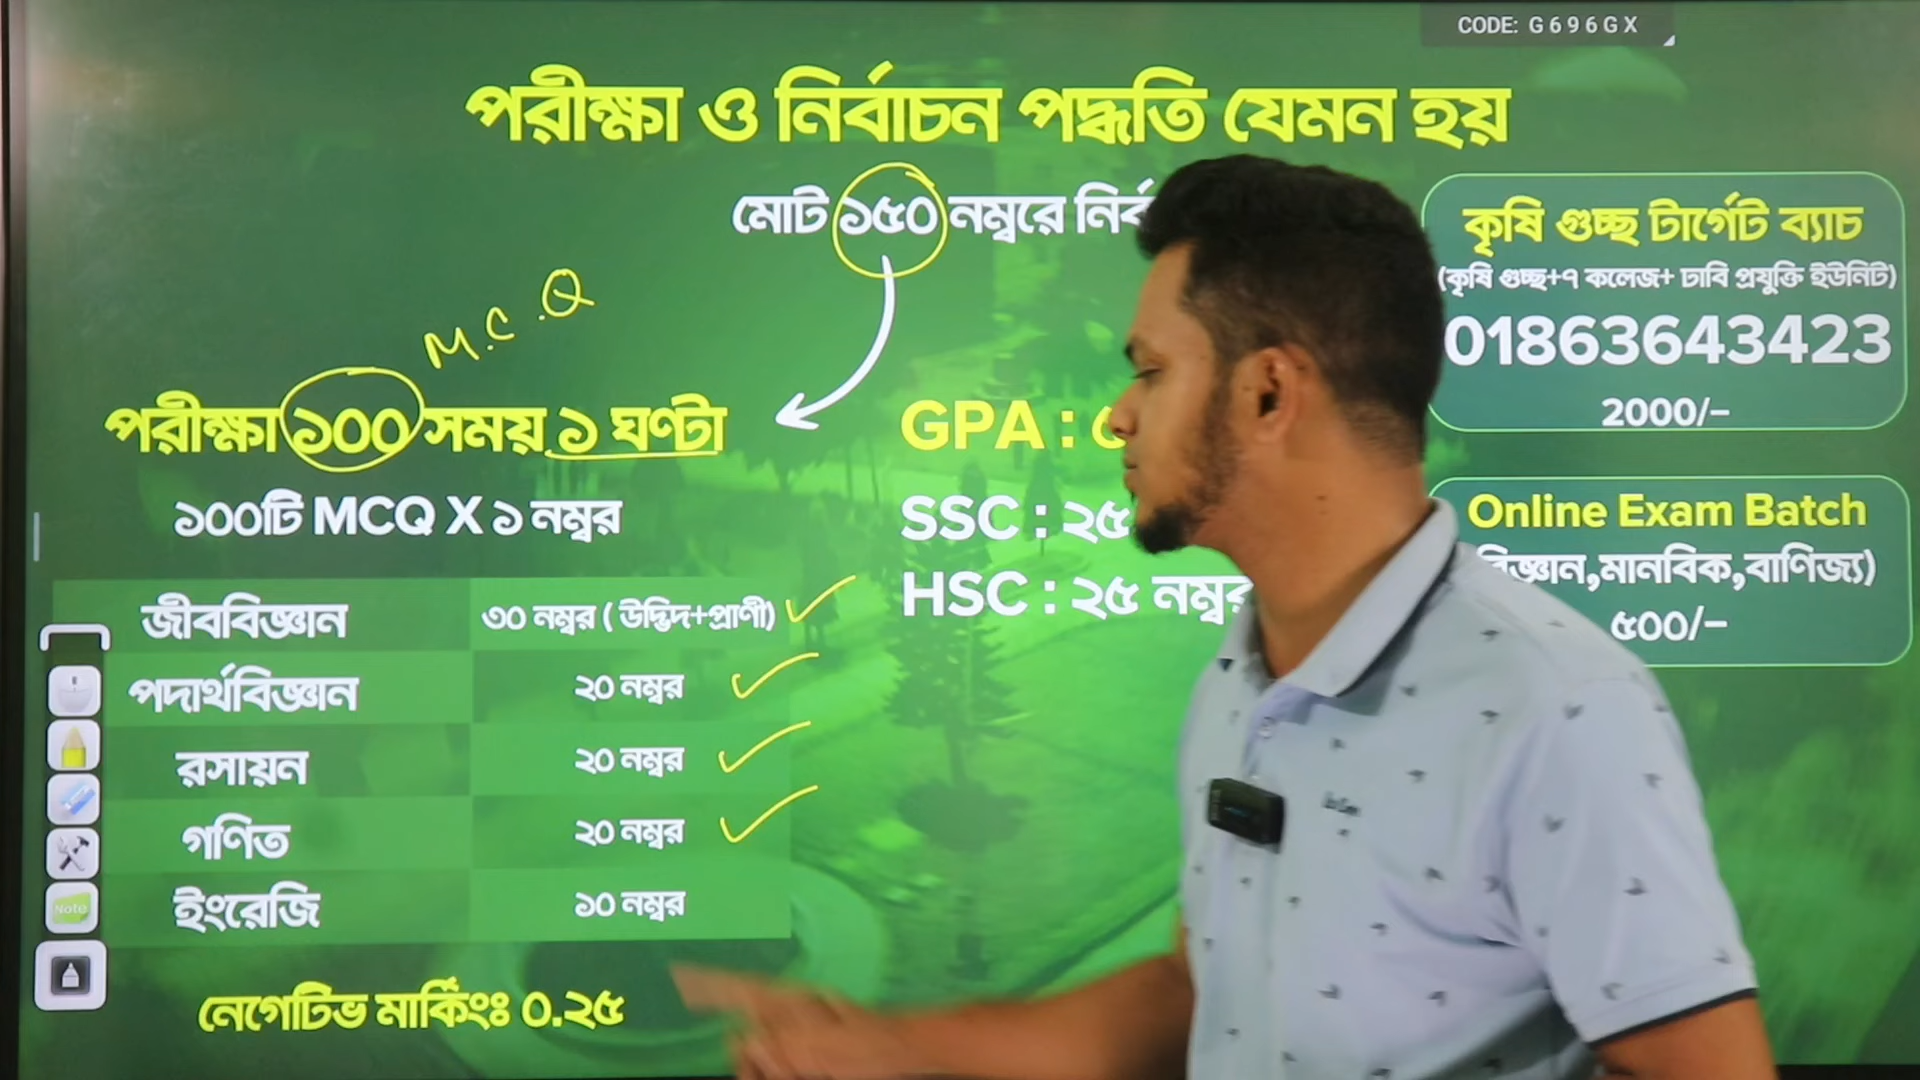 CODE: G696GX
পরীক্ষা ও নির্বাচন পদ্ধতি যেমন হয়
মোট ১৫০ নম্বরে
M.C.Q
পরীক্ষা ১০০ সময় ১ ঘণ্টা
১০০টি MCQ X ১ নম্বর
জীববিজ্ঞান ৩০ নম্বর ( উদ্ভিদ+প্রাণী)
পদার্থবিজ্ঞান ২০ নম্বর
রসায়ন ২০ নম্বর
গণিত ২০ নম্বর
ইংরেজি ১০ নম্বর
নেগেটিভ মার্কিংঃ ০.২৫
GPA :
SSC : ২৫
HSC : ২৫ নম্বর
কৃষি গুচ্ছ টার্গেট ব্যাচ
(কৃষি গুচ্ছ+৭ কলেজ+ ঢাবি প্রযুক্তি ইউনিট)
01863643423
2000/-
Online Exam Batch
বিজ্ঞান,মানবিক,বাণিজ্য)
৫০০/-
Note